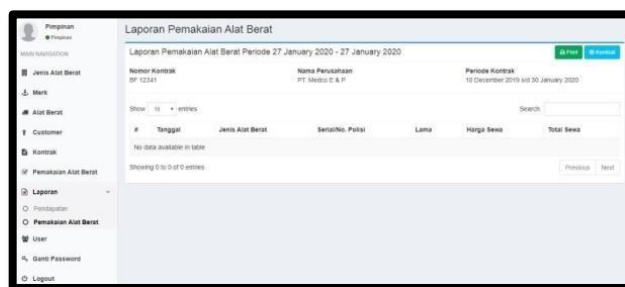 Pimpinan
Pimpinan
MAIN NAVIGATION
Jenis Alat Berat
Merk
Alat Berat
Customer
Kontrak
Pemakaian Alat Berat
Laporan
Pendapatan
Pemakaian Alat Berat
User
Ganti Password
Logout
Laporan Pemakaian Alat Berat
Laporan Pemakaian Alat Berat Periode 27 January 2020 - 27 January 2020
Print Kembali
Nomor Kontrak Nama Perusahaan Periode Kontrak
BF 12341 PT. Medco E & P 10 December 2019 s/d 30 January 2020
Show 10 entries Search:
# Tanggal Jenis Alat Berat Serial/No. Polisi Lama Harga Sewa Total Sewa
No data available in table
Showing 0 to 0 of 0 entries
Previous Next